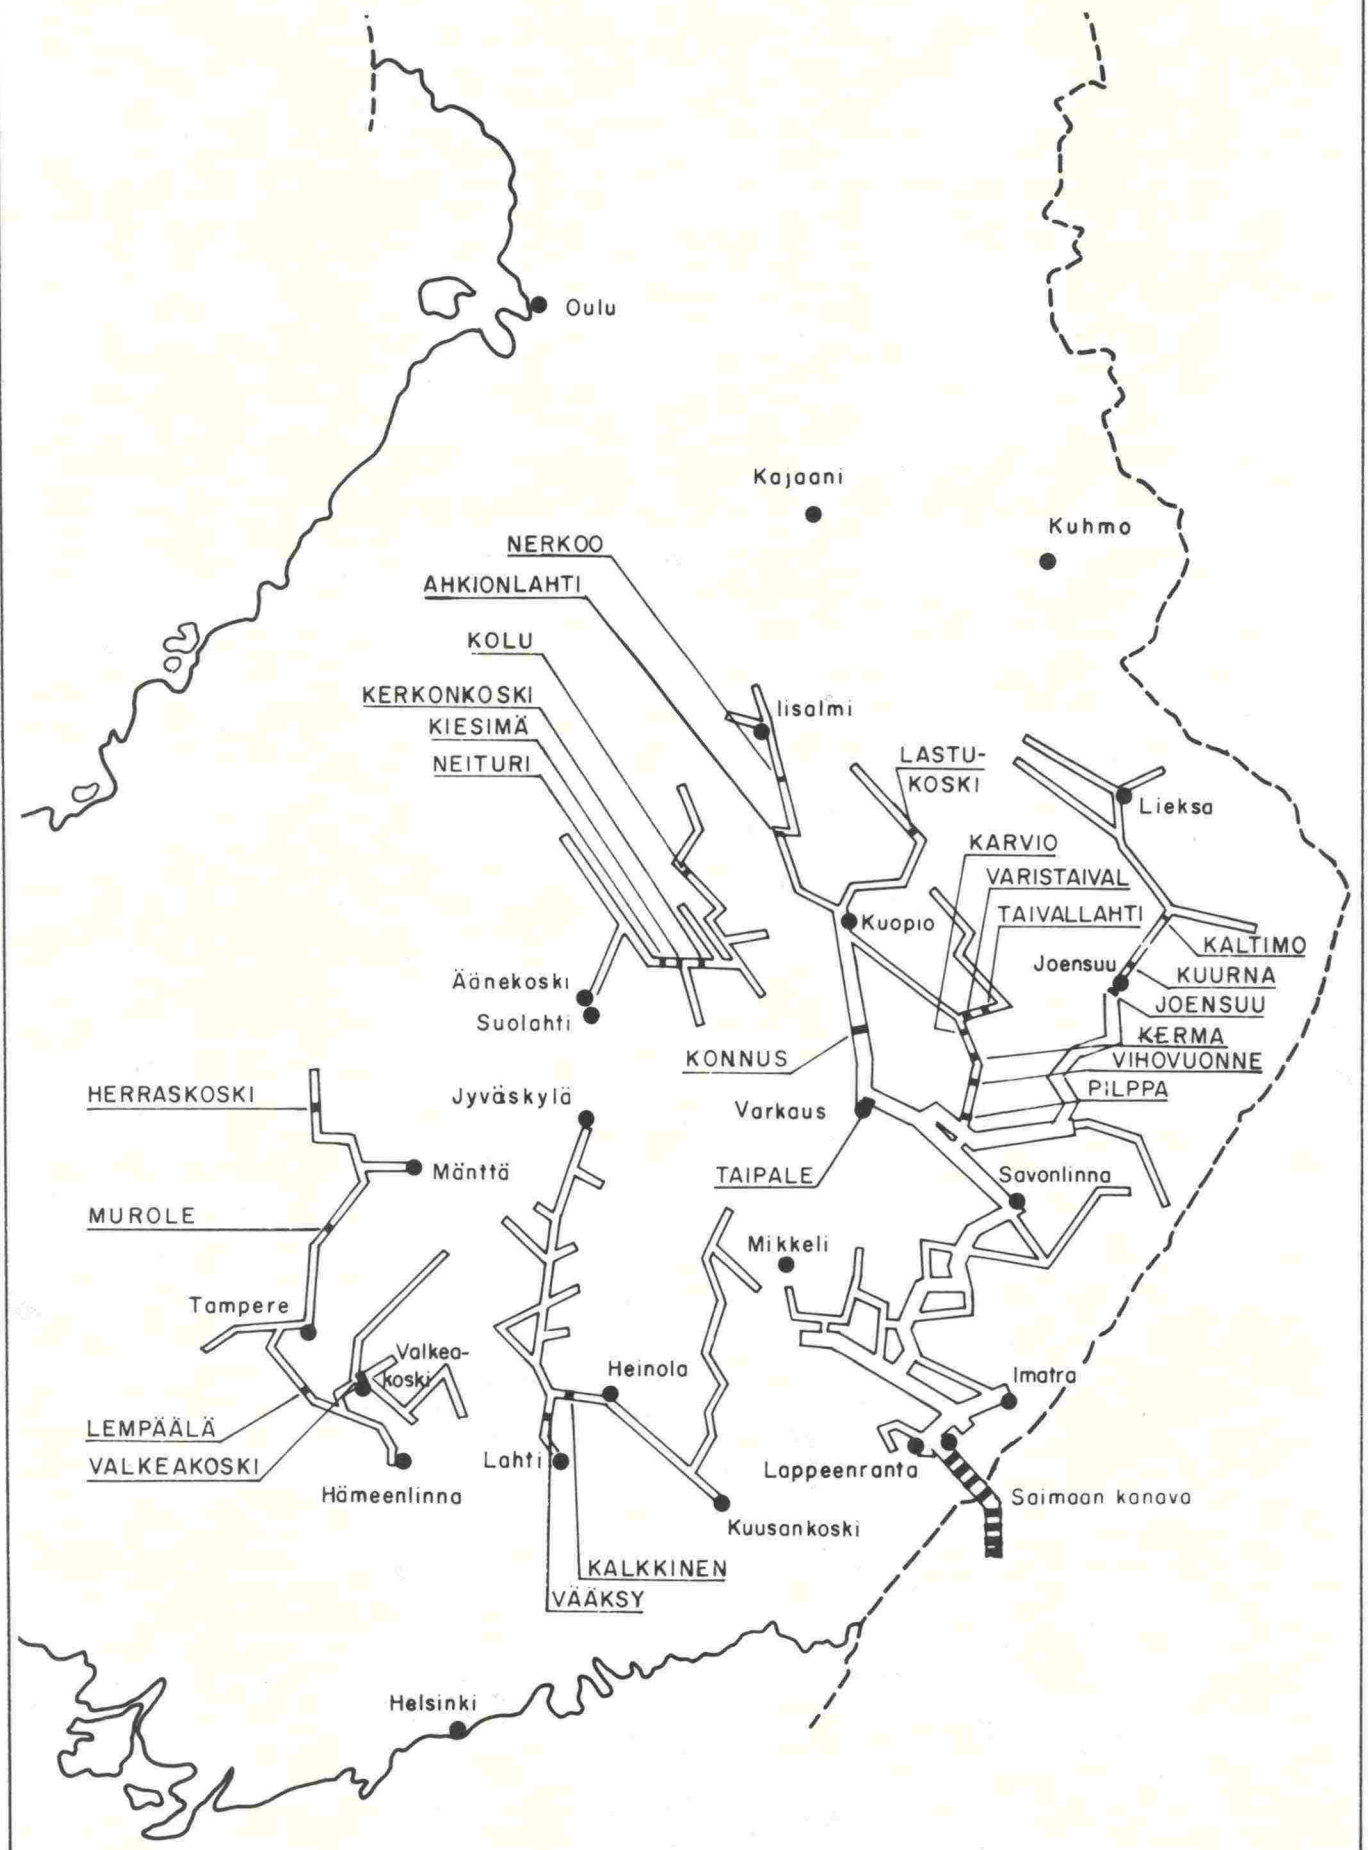 Oulu
Kajaani
Kuhmo
NERKOO
AHKIONLAHTI
KOLU
KERKONKOSKI
KIESIMÄ
NEITURI
Iisalmi
LASTU-
KOSKI
Lieksa
KARVIO
VARISTAIVAL
TAIVALLAHTI
Kuopio
KALTIMO
Joensuu
KUURNA
JOENSUU
Äänekoski
Suolahti
KERMA
VIHOVUONNE
PILPPA
KONNUS
HERRASKOSKI
Jyväskylä
Varkaus
Mänttä
TAIPALE
Savonlinna
MUROLE
Mikkeli
Tampere
Valkea-
koski
Heinola
Imatra
LEMPÄÄLÄ
VALKEAKOSKI
Hämeenlinna
Lahti
Lappeenranta
Saimaan kanava
Kuusankoski
KALKKINEN
VÄÄKSY
Helsinki